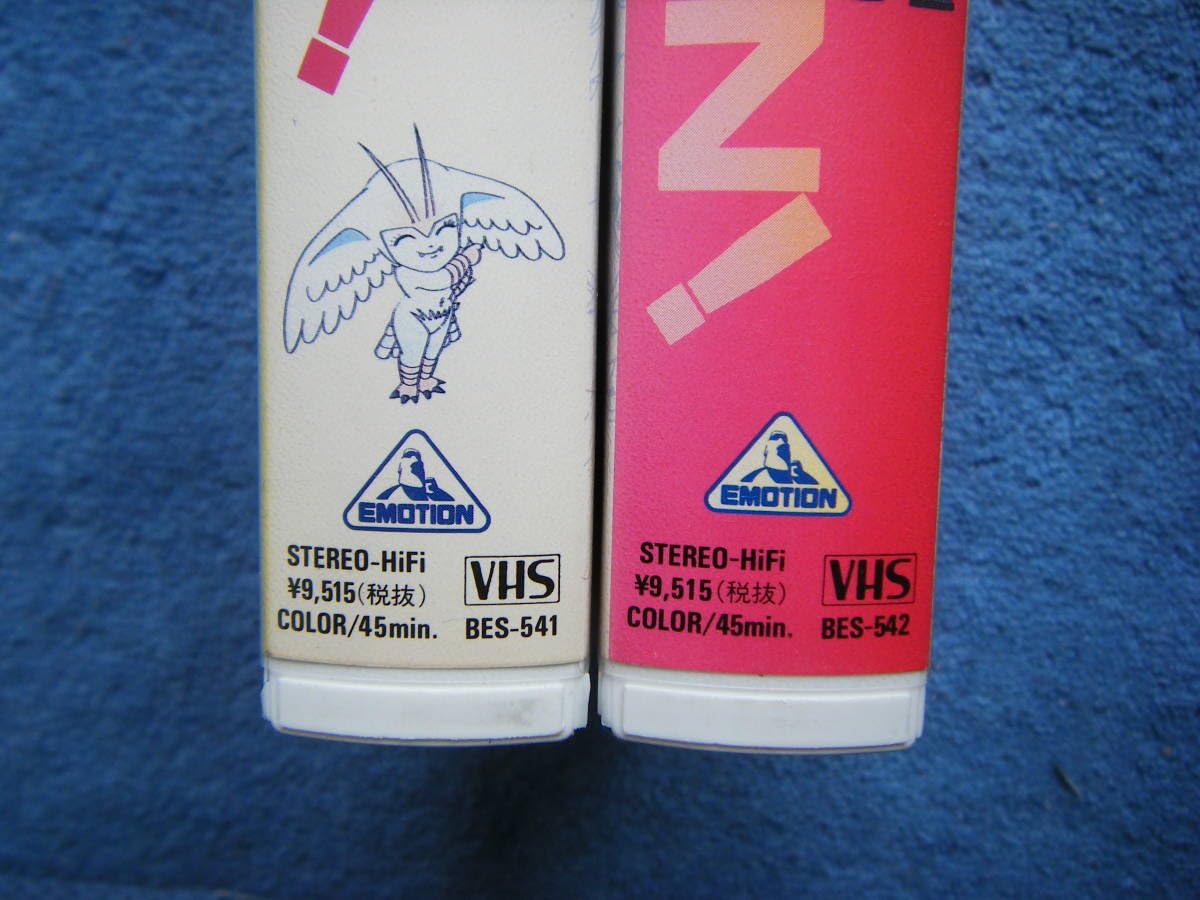 !
EMOTION
STEREO-HiFi
¥9,515(税抜)
COLOR/45min.
VHS
BES-541
N!
EMOTION
STEREO-HiFi
¥9,515(税抜)
COLOR/45min.
VHS
BES-542